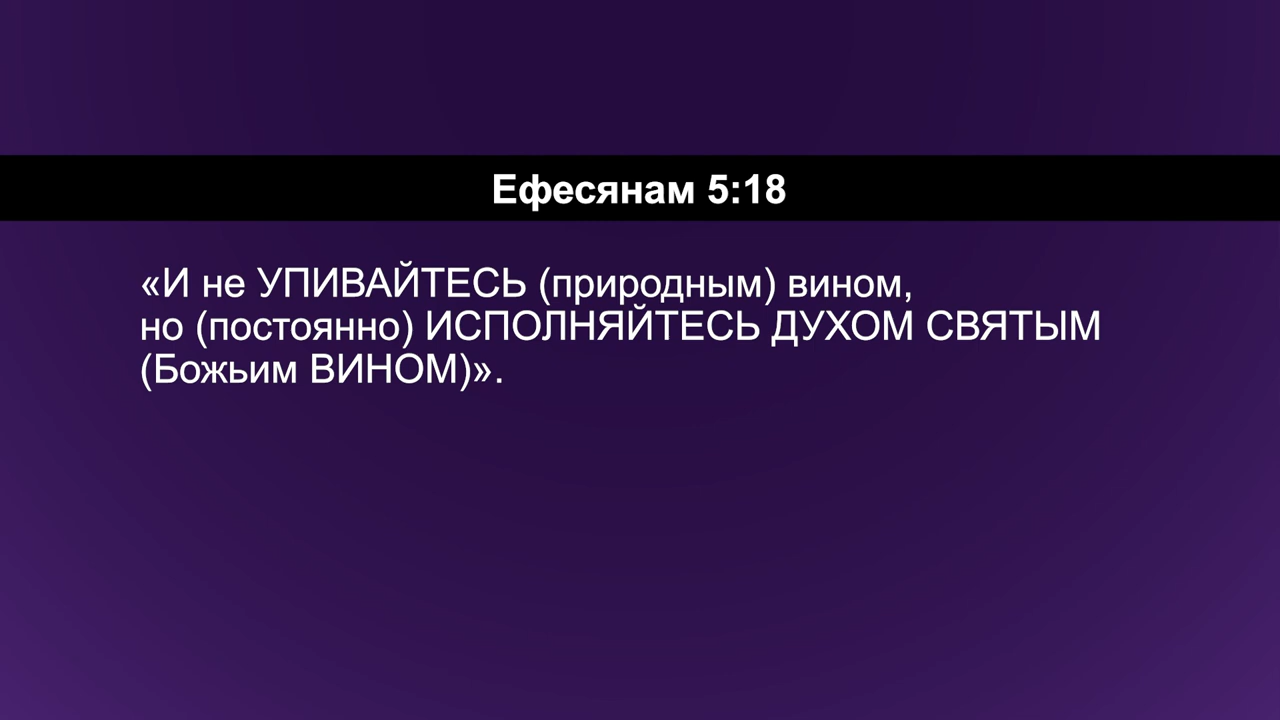 Ефесянам 5:18
«И не УПИВАЙТЕСЬ (природным) вином,
но (постоянно) ИСПОЛНЯЙТЕСЬ ДУХОМ СВЯТЫМ
(Божьим ВИНОМ)».